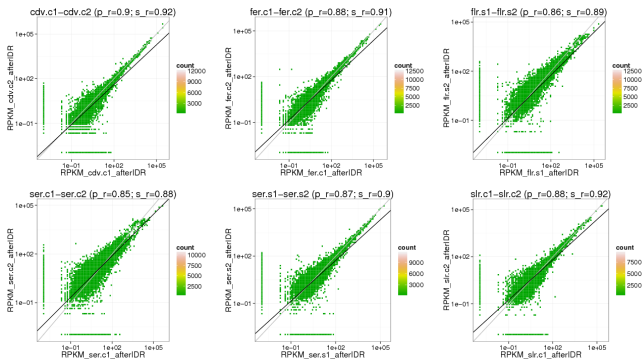 cdv.c1−cdv.c2 (p_r=0.9; s_r=0.92)
RPKM_cdv.c2_afterIDR
1e+05
1e+02
1e−01
1e−01 1e+02 1e+05
RPKM_cdv.c1_afterIDR
count
12000
9000
6000
3000
fer.c1−fer.c2 (p_r=0.88; s_r=0.91)
RPKM_fer.c2_afterIDR
1e+05
1e+02
1e−01
1e−01 1e+02 1e+05
RPKM_fer.c1_afterIDR
count
12500
10000
7500
5000
2500
flr.s1−flr.s2 (p_r=0.86; s_r=0.89)
RPKM_flr.s2_afterIDR
1e+05
1e+02
1e−01
1e−01 1e+02 1e+05
RPKM_flr.s1_afterIDR
count
12500
10000
7500
5000
2500
ser.c1−ser.c2 (p_r=0.85; s_r=0.88)
RPKM_ser.c2_afterIDR
1e+05
1e+02
1e−01
1e−01 1e+02 1e+05
RPKM_ser.c1_afterIDR
count
10000
7500
5000
2500
ser.s1−ser.s2 (p_r=0.87; s_r=0.9)
RPKM_ser.s2_afterIDR
1e+05
1e+02
1e−01
1e−01 1e+02 1e+05
RPKM_ser.s1_afterIDR
count
9000
6000
3000
slr.c1−slr.c2 (p_r=0.88; s_r=0.92)
RPKM_slr.c2_afterIDR
1e+05
1e+02
1e−01
1e−01 1e+02 1e+05
RPKM_slr.c1_afterIDR
count
7500
5000
2500